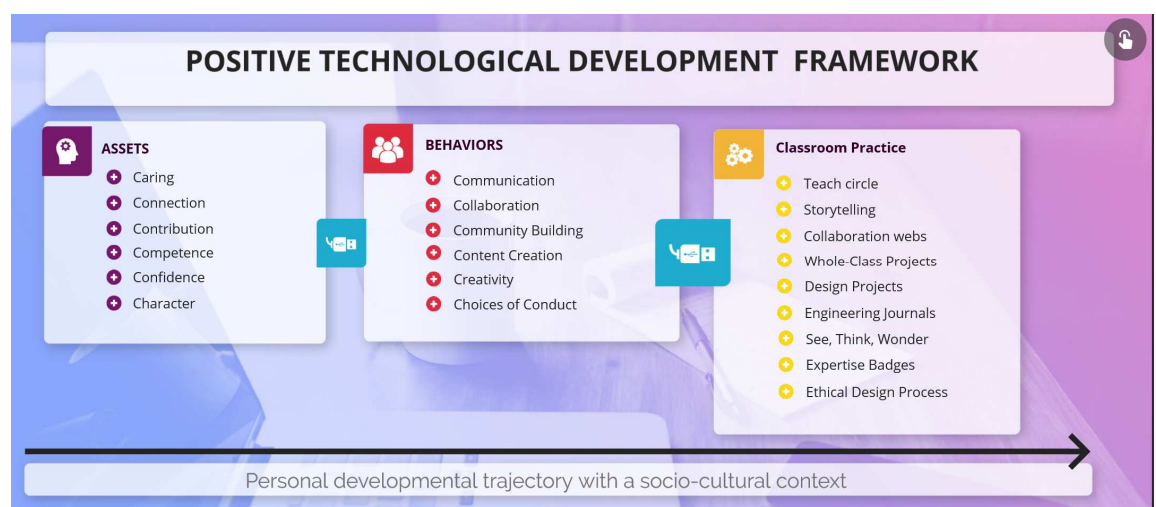 POSITIVE TECHNOLOGICAL DEVELOPMENT FRAMEWORK
ASSETS
Caring
Connection
Contribution
Competence
Confidence
Character
BEHAVIORS
Communication
Collaboration
Community Building
Content Creation
Creativity
Choices of Conduct
Classroom Practice
Teach circle
Storytelling
Collaboration webs
Whole-Class Projects
Design Projects
Engineering Journals
See, Think, Wonder
Expertise Badges
Ethical Design Process
Personal developmental trajectory with a socio-cultural context